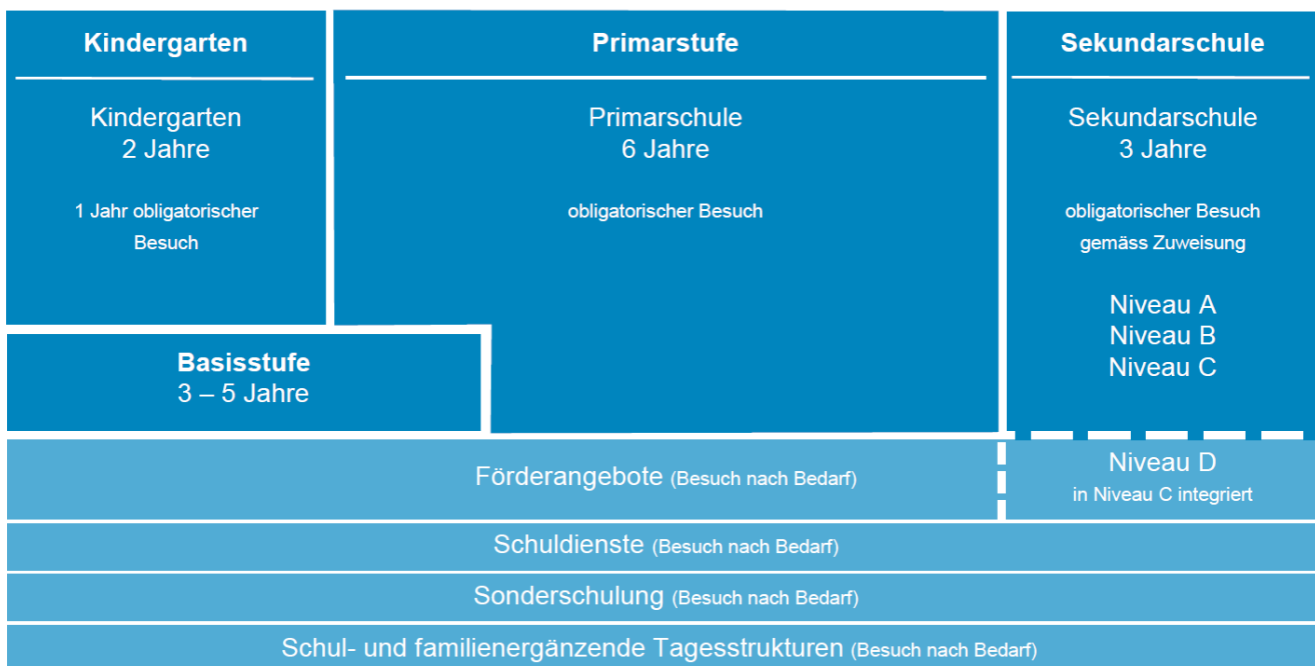 Kindergarten
Kindergarten
2 Jahre
1 Jahr obligatorischer
Besuch
Primarstufe
Primarschule
6 Jahre
obligatorischer Besuch
Sekundarschule
Sekundarschule
3 Jahre
obligatorischer Besuch
gemäss Zuweisung
Niveau A
Niveau B
Niveau C
Basisstufe
3 – 5 Jahre
Förderangebote (Besuch nach Bedarf)
Niveau D
in Niveau C integriert
Schuldienste (Besuch nach Bedarf)
Sonderschulung (Besuch nach Bedarf)
Schul- und familienergänzende Tagesstrukturen (Besuch nach Bedarf)